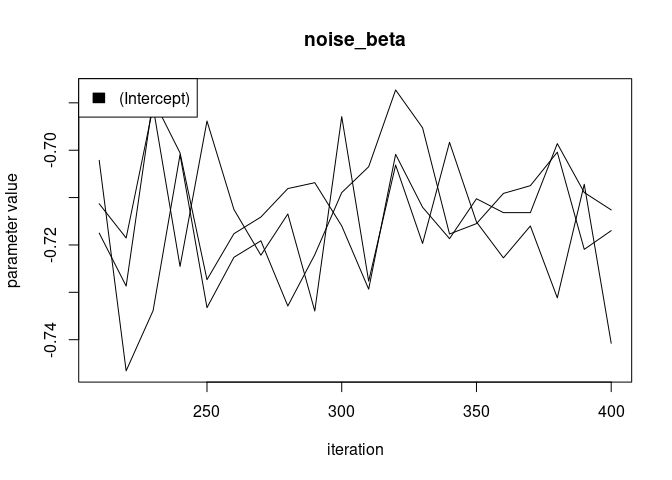 noise_beta
(Intercept)
parameter value
-0.70
-0.72
-0.74
250 300 350 400
iteration